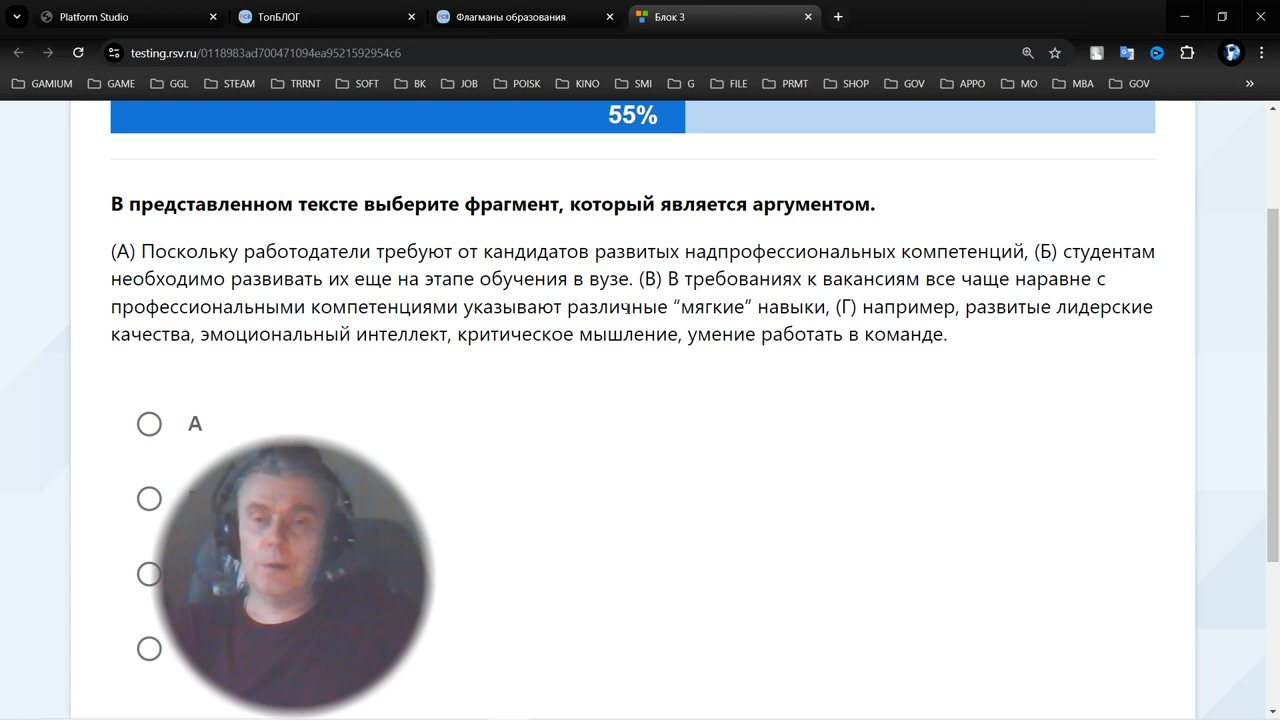 Platform Studio
ТопБЛОГ
Флагманы образования
Блок 3
testing.rsv.ru/0118983ad700471094ea9521592954c6
GAMIUM GAME GGL STEAM TRRNT SOFT BK JOB POISK KINO SMI G FILE PRMT SHOP GOV APPO MO MBA GOV »
55%
В представленном тексте выберите фрагмент, который является аргументом.
(А) Поскольку работодатели требуют от кандидатов развитых надпрофессиональных компетенций, (Б) студентам
необходимо развивать их еще на этапе обучения в вузе. (В) В требованиях к вакансиям все чаще наравне с
профессиональными компетенциями указывают различные “мягкие” навыки, (Г) например, развитые лидерские
качества, эмоциональный интеллект, критическое мышление, умение работать в команде.
А